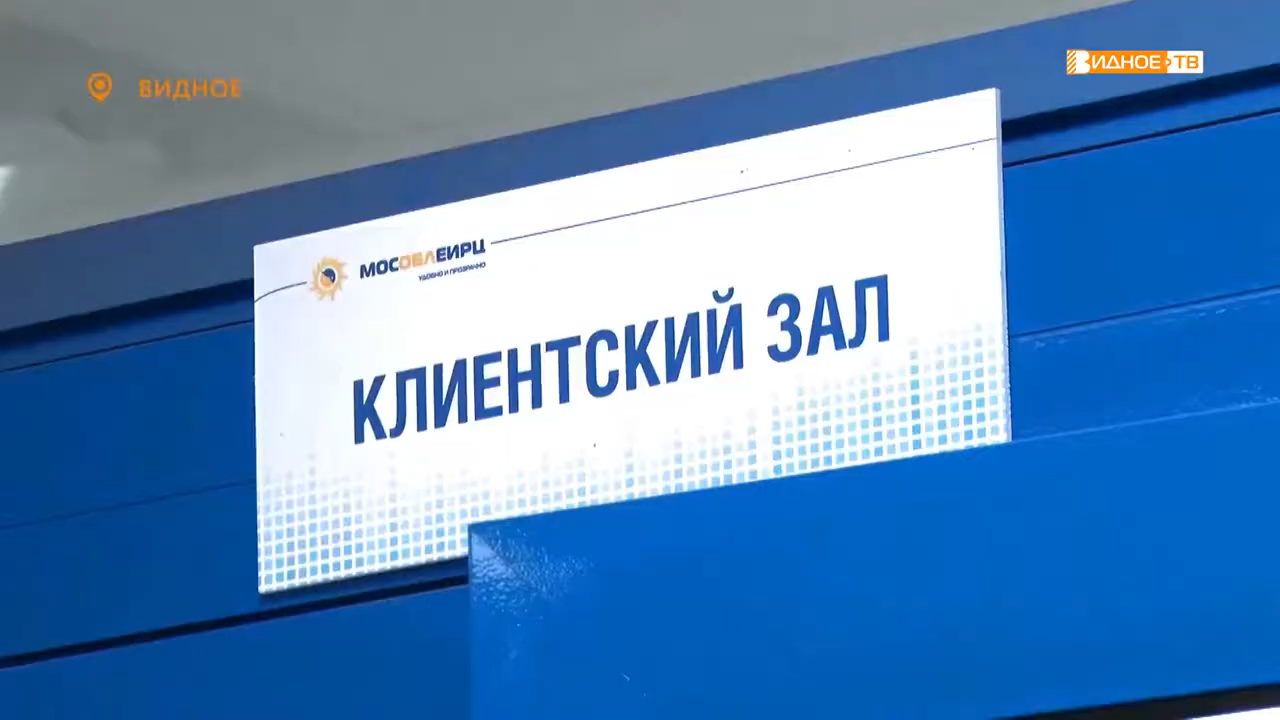 ВИДНОЕ
ВИДНОЕ ТВ
МОСОБЛЕИРЦ
УДОБНО И ПРОЗРАЧНО
КЛИЕНТСКИЙ ЗАЛ